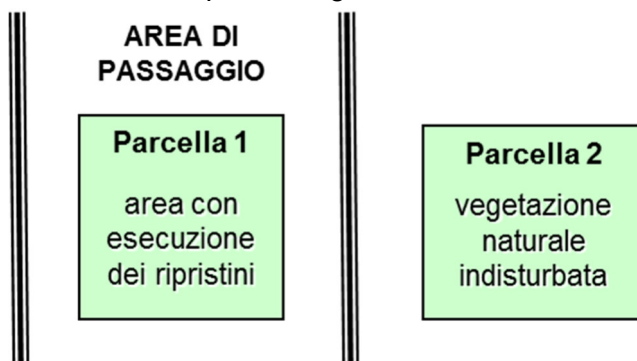 AREA DI
PASSAGGIO
Parcella 1
area con
esecuzione
dei ripristini
Parcella 2
vegetazione
naturale
indisturbata